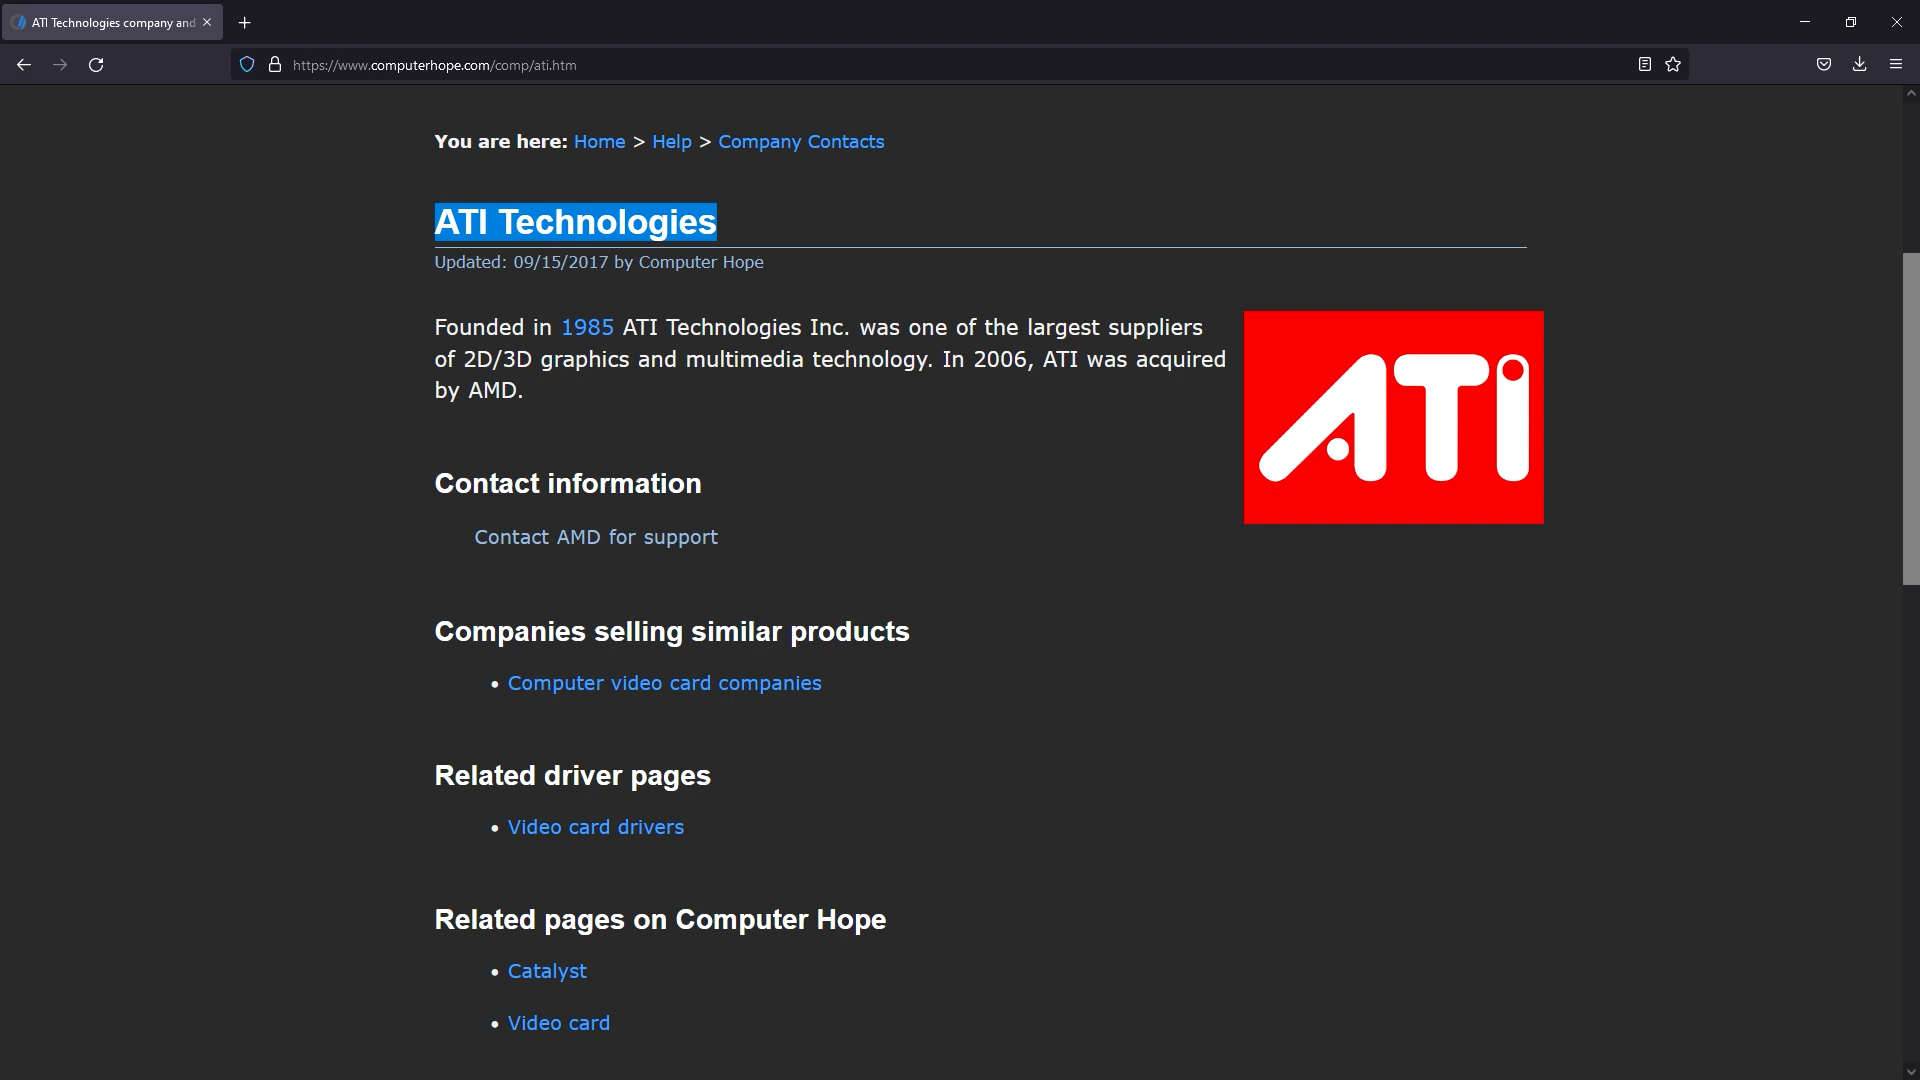 ATI Technologies company and
https://www.computerhope.com/comp/ati.htm
You are here: Home > Help > Company Contacts
ATI Technologies
Updated: 09/15/2017 by Computer Hope
Founded in 1985 ATI Technologies Inc. was one of the largest suppliers
of 2D/3D graphics and multimedia technology. In 2006, ATI was acquired
by AMD.
ATI
Contact information
Contact AMD for support
Companies selling similar products
• Computer video card companies
Related driver pages
• Video card drivers
Related pages on Computer Hope
• Catalyst
• Video card